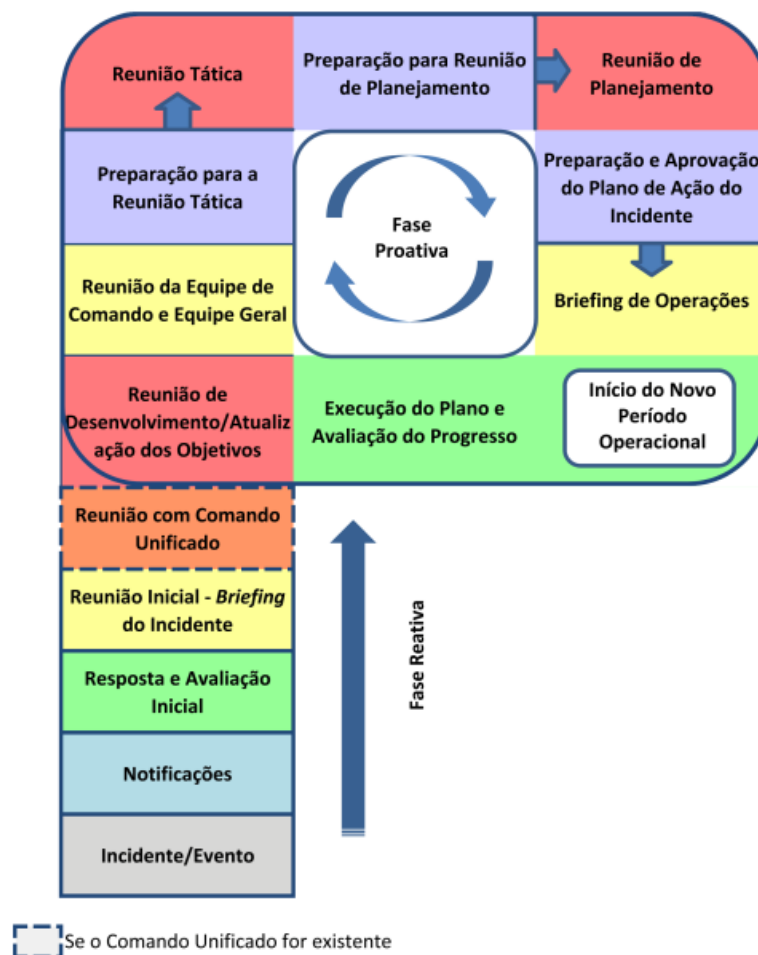 Reunião Tática
Preparação para Reunião
de Planejamento
Reunião de
Planejamento
Preparação para a
Reunião Tática
Fase
Proativa
Preparação e Aprovação
do Plano de Ação do
Incidente
Reunião da Equipe de
Comando e Equipe Geral
Briefing de Operações
Reunião de
Desenvolvimento/Atualiz
ação dos Objetivos
Execução do Plano e
Avaliação do Progresso
Início do Novo
Período
Operacional
Reunião com Comando
Unificado
Reunião Inicial - Briefing
do Incidente
Resposta e Avaliação
Inicial
Notificações
Incidente/Evento
Fase Reativa
Se o Comando Unificado for existente